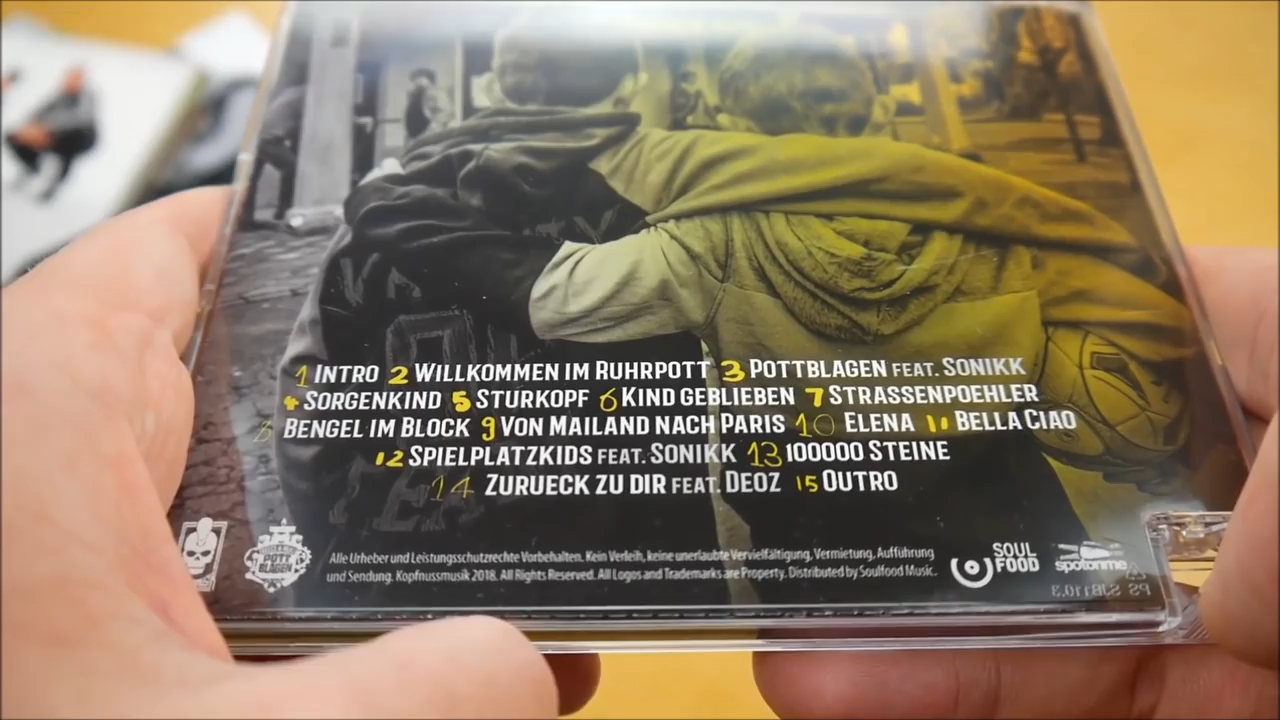 1 INTRO 2 WILLKOMMEN IM RUHRPOTT 3 POTTBLAGEN FEAT. SONIKK
4 SORGENKIND 5 STURKOPF 6 KIND GEBLIEBEN 7 STRASSENPOEHLER
BENGEL IM BLOCK 9 VON MAILAND NACH PARIS 10 ELENA 11 BELLA CIAO
12 SPIELPLATZKIDS FEAT. SONIKK 13 100000 STEINE
14 ZURUECK ZU DIR FEAT. DEOZ 15 OUTRO
POTT
BLAGEN
Alle Urheber und Leistungsschutzrechte Vorbehalten. Kein Verleih, keine unerlaubte Vervielfältigung, Vermietung, Aufführung
und Sendung. Kopfnussmusik 2018. All Rights Reserved. All Logos and Trademarks are Property. Distributed by Soulfood Music.
SOUL
FOOD
spotonme